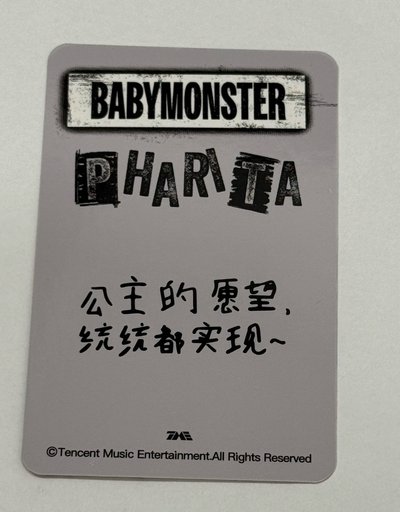 BABYMONSTER
PHARITA
公主的愿望,
统统都实现~
TME
©Tencent Music Entertainment.All Rights Reserved